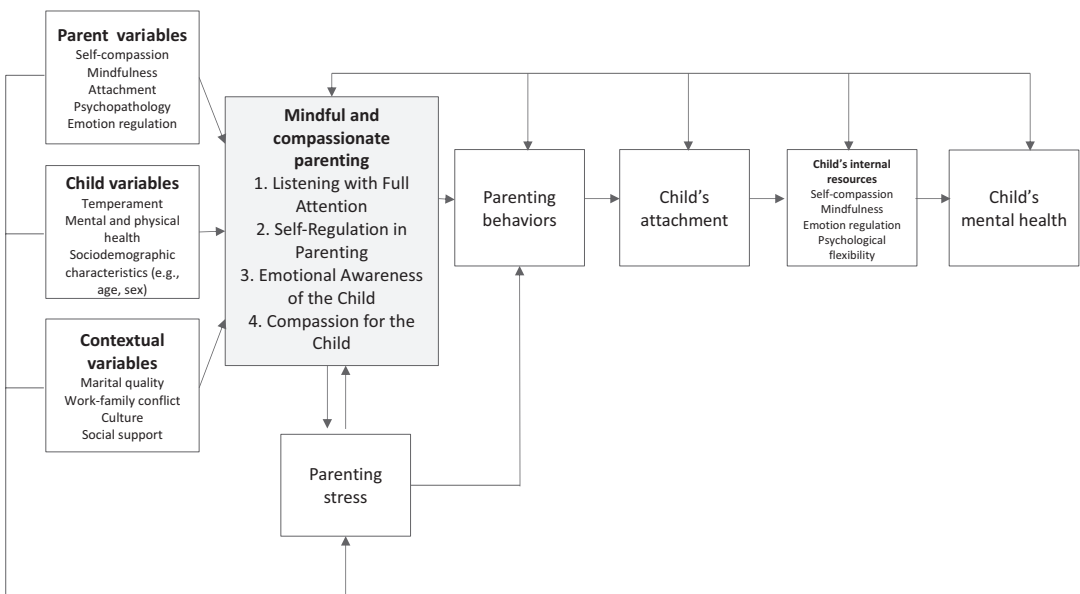 Parent variables
Self-compassion
Mindfulness
Attachment
Psychopathology
Emotion regulation
Child variables
Temperament
Mental and physical
health
Sociodemographic
characteristics (e.g.,
age, sex)
Contextual
variables
Marital quality
Work-family conflict
Culture
Social support
Mindful and
compassionate
parenting
1. Listening with Full
Attention
2. Self-Regulation in
Parenting
3. Emotional Awareness
of the Child
4. Compassion for the
Child
Parenting
stress
Parenting
behaviors
Child's
attachment
Child's internal
resources
Self-compassion
Mindfulness
Emotion regulation
Psychological
flexibility
Child's
mental health